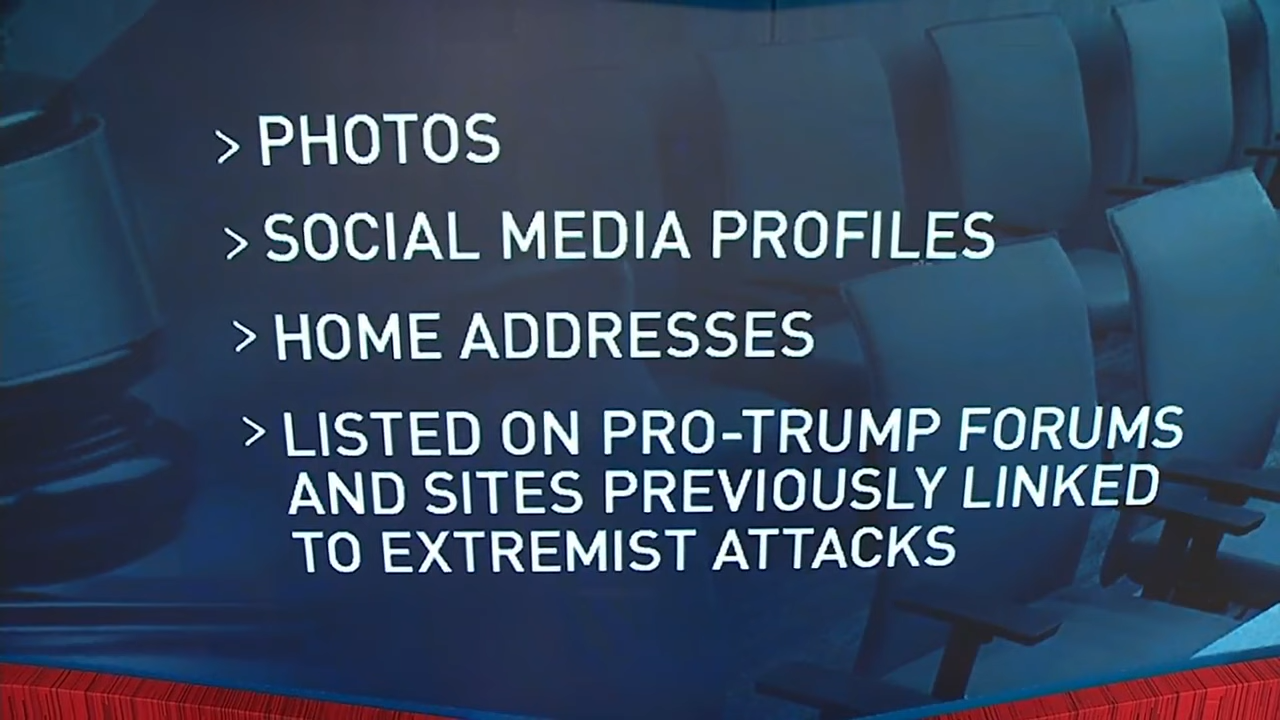 > PHOTOS
> SOCIAL MEDIA PROFILES
> HOME ADDRESSES
> LISTED ON PRO-TRUMP FORUMS
AND SITES PREVIOUSLY LINKED
TO EXTREMIST ATTACKS